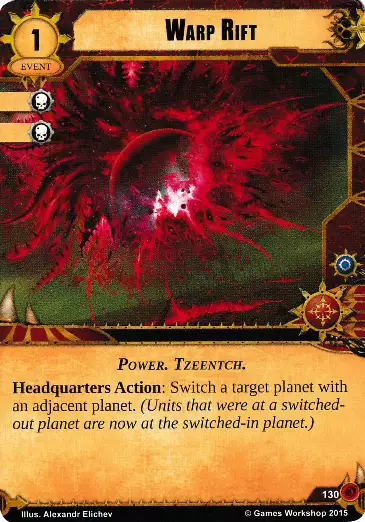 1
WARP RIFT
EVENT
POWER. TZEENTCH.
Headquarters Action: Switch a target planet with
an adjacent planet. (Units that were at a switched-
out planet are now at the switched-in planet.)
130
Illus. Alexandr Elichev
© Games Workshop 2015